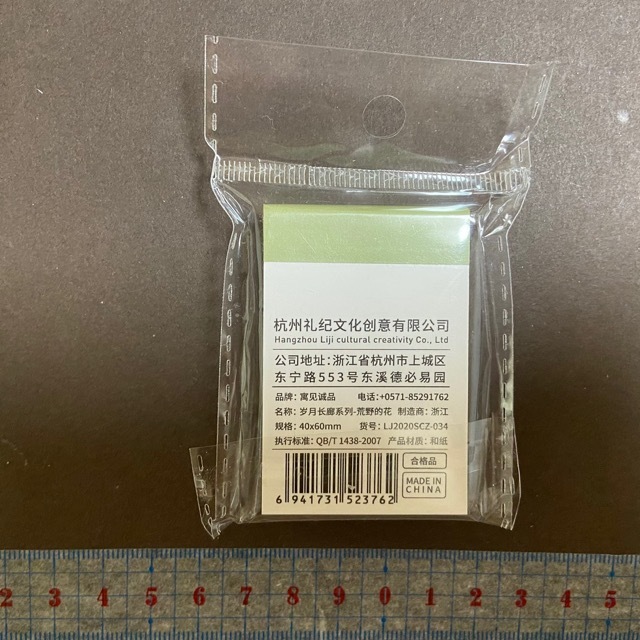 杭州礼纪文化创意有限公司
Hangzhou Liji cultural creativity Co., Ltd
公司地址:浙江省杭州市上城区
东宁路553号东溪德必易园
品牌:寓见诚品 电话:+0571-85291762
名称:岁月长廊系列-荒野的花 制造商:浙江
规格:40x60mm 货号:LJ2020SCZ-034
执行标准:QB/T 1438-2007 产品材质:和纸
合格品
MADE IN
CHINA
6 941731 523762
2 3 4 5 6 7 8 9 0 1 2 3 4 5